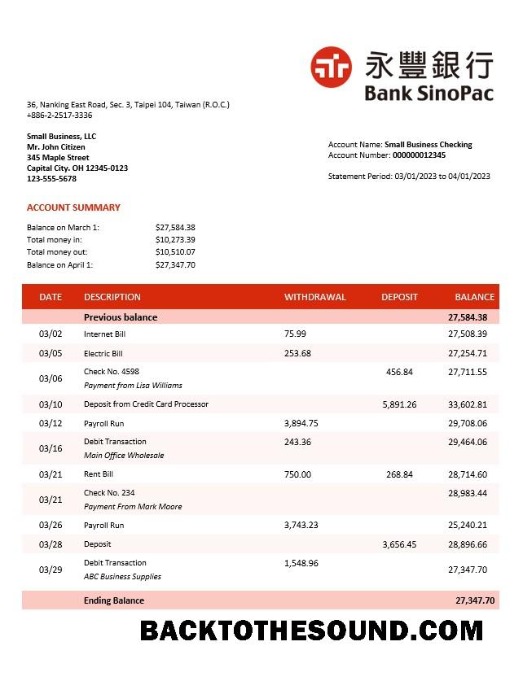 永豐銀行
Bank SinoPac
36, Nanking East Road, Sec. 3, Taipei 104, Taiwan (R.O.C.)
+886-2-2517-3336
Small Business, LLC
Mr. John Citizen
345 Maple Street
Capital City. OH 12345-0123
123-555-5678
Account Name: Small Business Checking
Account Number: 000000012345
Statement Period: 03/01/2023 to 04/01/2023
ACCOUNT SUMMARY
Balance on March 1: $27,584.38
Total money in: $10,273.39
Total money out: $10,510.07
Balance on April 1: $27,347.70
DATE DESCRIPTION WITHDRAWAL DEPOSIT BALANCE
Previous balance 27,584.38
03/02 Internet Bill 75.99 27,508.39
03/05 Electric Bill 253.68 27,254.71
03/06 Check No. 4598 456.84 27,711.55
Payment from Lisa Williams
03/10 Deposit from Credit Card Processor 5,891.26 33,602.81
03/12 Payroll Run 3,894.75 29,708.06
03/16 Debit Transaction 243.36 29,464.06
Main Office Wholesale
03/21 Rent Bill 750.00 268.84 28,714.60
03/21 Check No. 234 28,983.44
Payment From Mark Moore
03/26 Payroll Run 3,743.23 25,240.21
03/28 Deposit 3,656.45 28,896.66
03/29 Debit Transaction 1,548.96 27,347.70
ABC Business Supplies
Ending Balance 27,347.70
BACKTOTHESOUND.COM